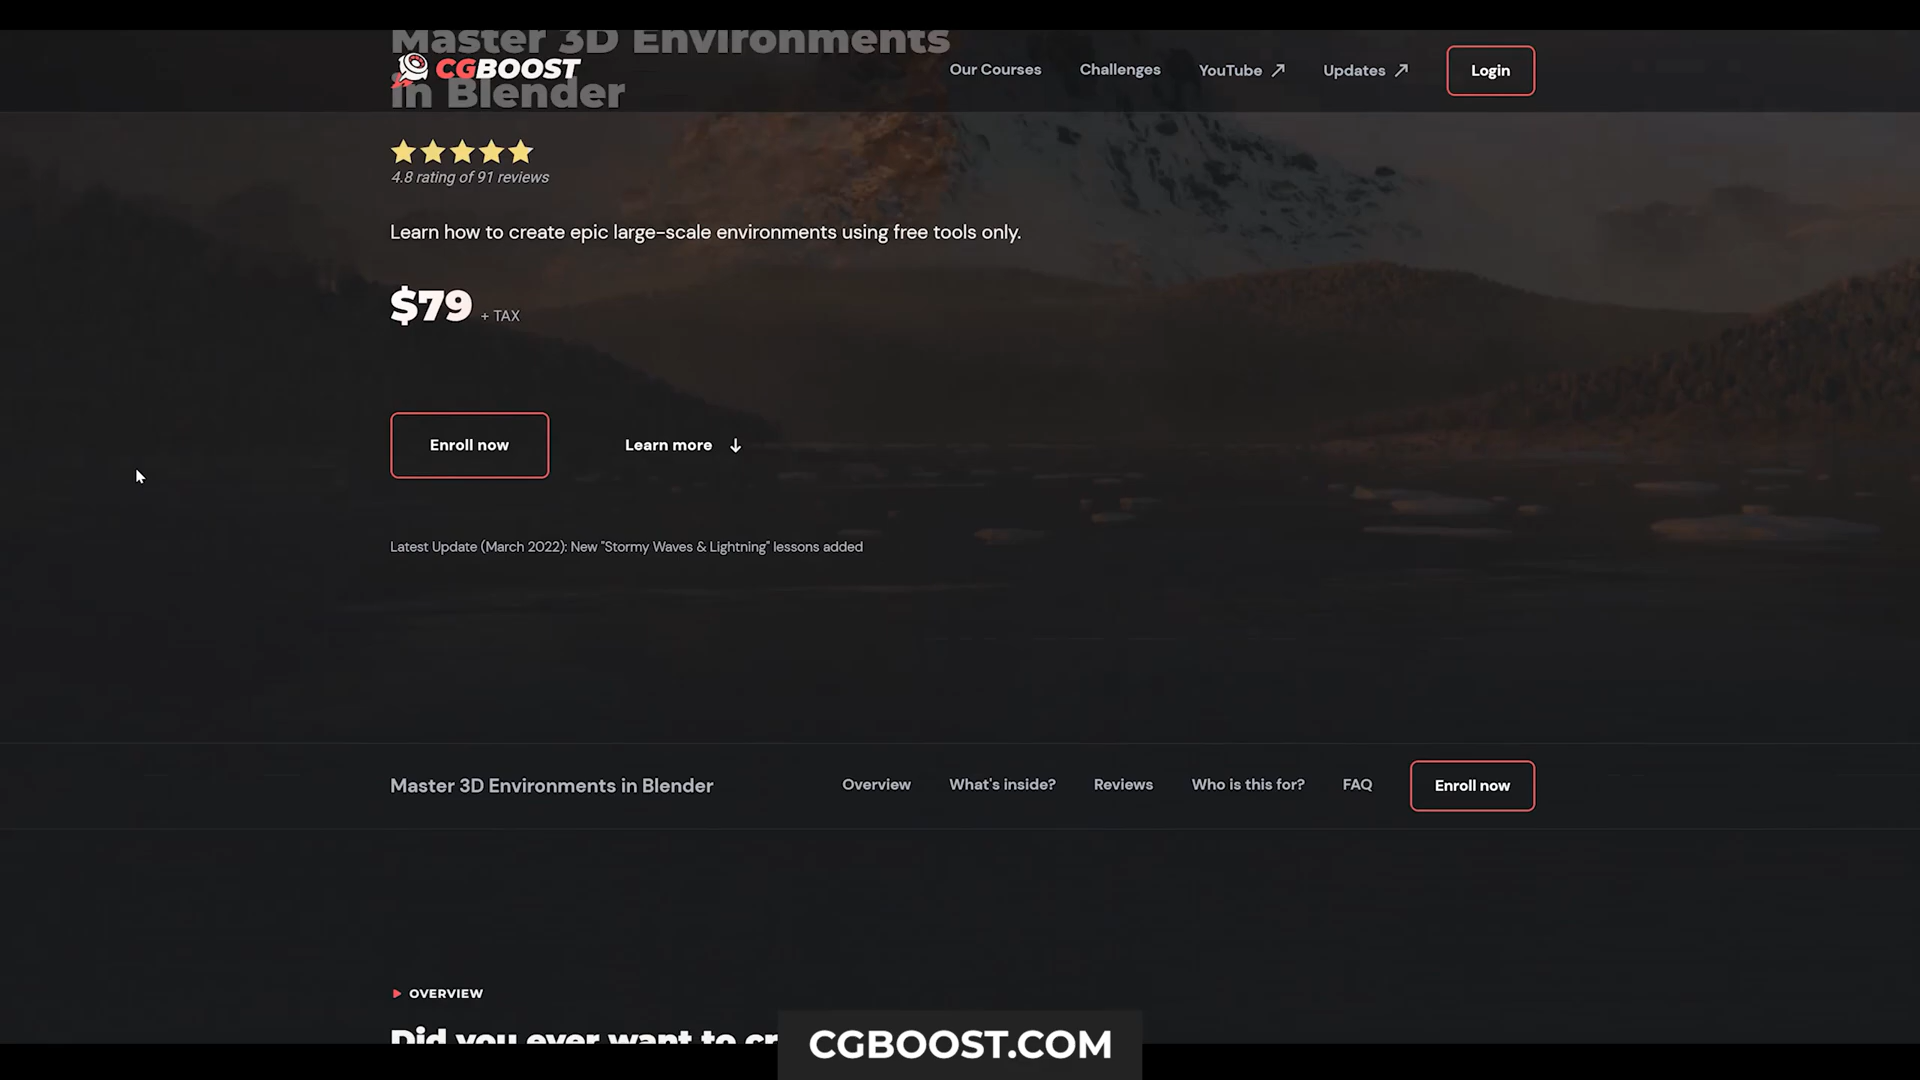 Master 3D Environments
in Blender
CGBOOST
Our Courses
Challenges
YouTube
Updates
Login
4.8 rating of 91 reviews
Learn how to create epic large-scale environments using free tools only.
$79 + TAX
Enroll now
Learn more
Latest Update (March 2022): New "Stormy Waves & Lightning" lessons added
Master 3D Environments in Blender
Overview
What's inside?
Reviews
Who is this for?
FAQ
Enroll now
OVERVIEW
Did you ever want to cr
CGBOOST.COM